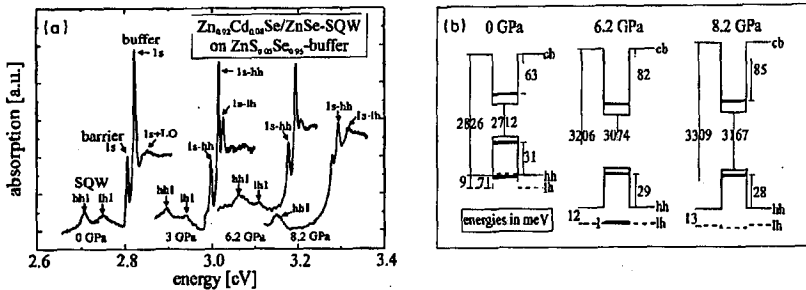 (a)
Zn0.92Cd0.08Se/ZnSe-SQW
on ZnS0.05Se0.95-buffer
buffer
1s
1s-hh
1s-lh
1s-hh
1s-lh
barrier
1s
1s+LO
1s-hh
1s-hh
SQW
hh1
lh1
hh1
lh1
hh1
lh1
hh1
0 GPa
3 GPa
6.2 GPa
8.2 GPa
absorption [a.u.]
2.6
2.8
3.0
3.2
3.4
energy [eV]
(b)
0 GPa
6.2 GPa
8.2 GPa
cb
cb
cb
63
82
85
2826
2712
3206
3074
3309
3167
31
29
28
9
71
hh
lh
12
hh
lh
13
hh
lh
energies in meV